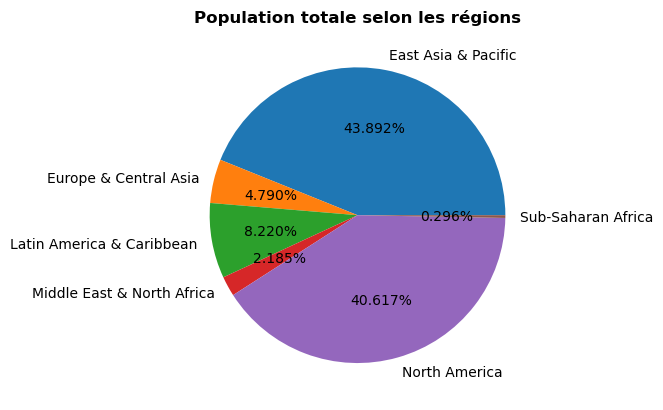 Population totale selon les régions
East Asia & Pacific
43.892%
Europe & Central Asia
4.790%
0.296%
Sub-Saharan Africa
8.220%
Latin America & Caribbean
2.185%
Middle East & North Africa
40.617%
North America